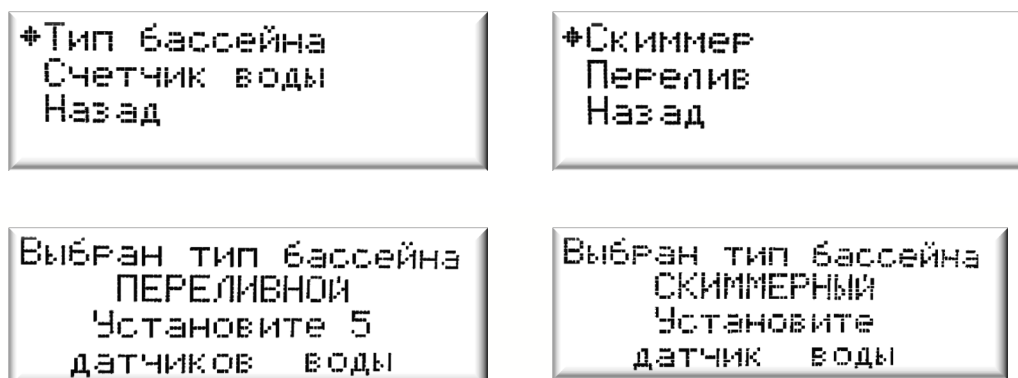 Тип бассейна
Счетчик воды
Назад
Скиммер
Перелив
Назад
Выбран тип бассейна
ПЕРЕЛИВНОЙ
Установите 5
датчиков воды
Выбран тип бассейна
СКИММЕРНЫЙ
Установите
датчик воды